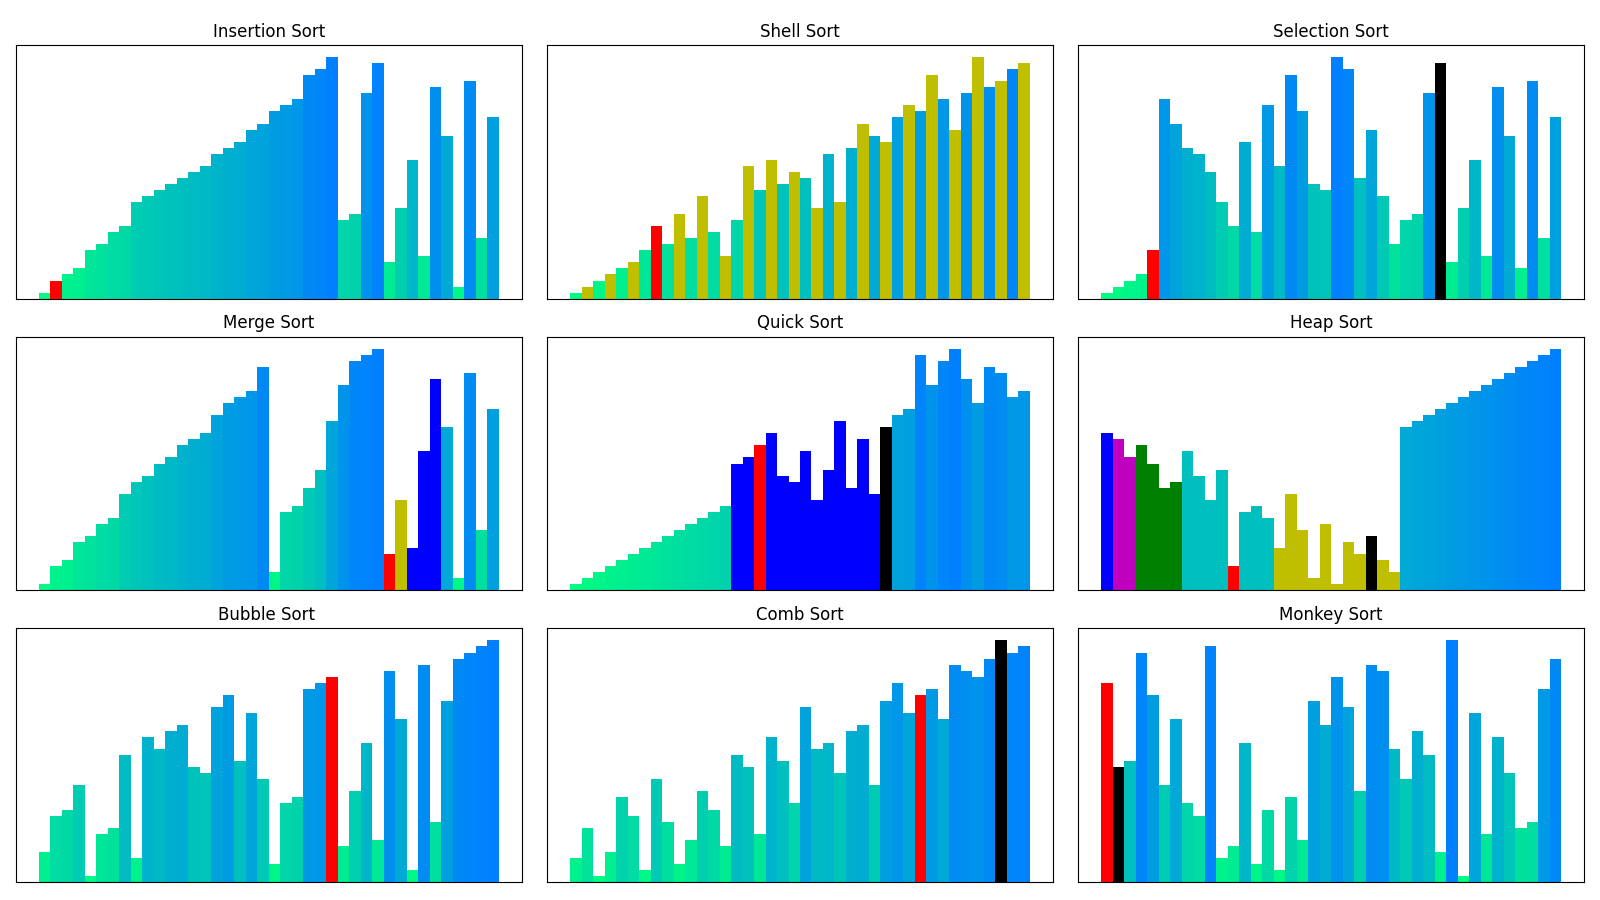 Insertion Sort
Shell Sort
Selection Sort
Merge Sort
Quick Sort
Heap Sort
Bubble Sort
Comb Sort
Monkey Sort